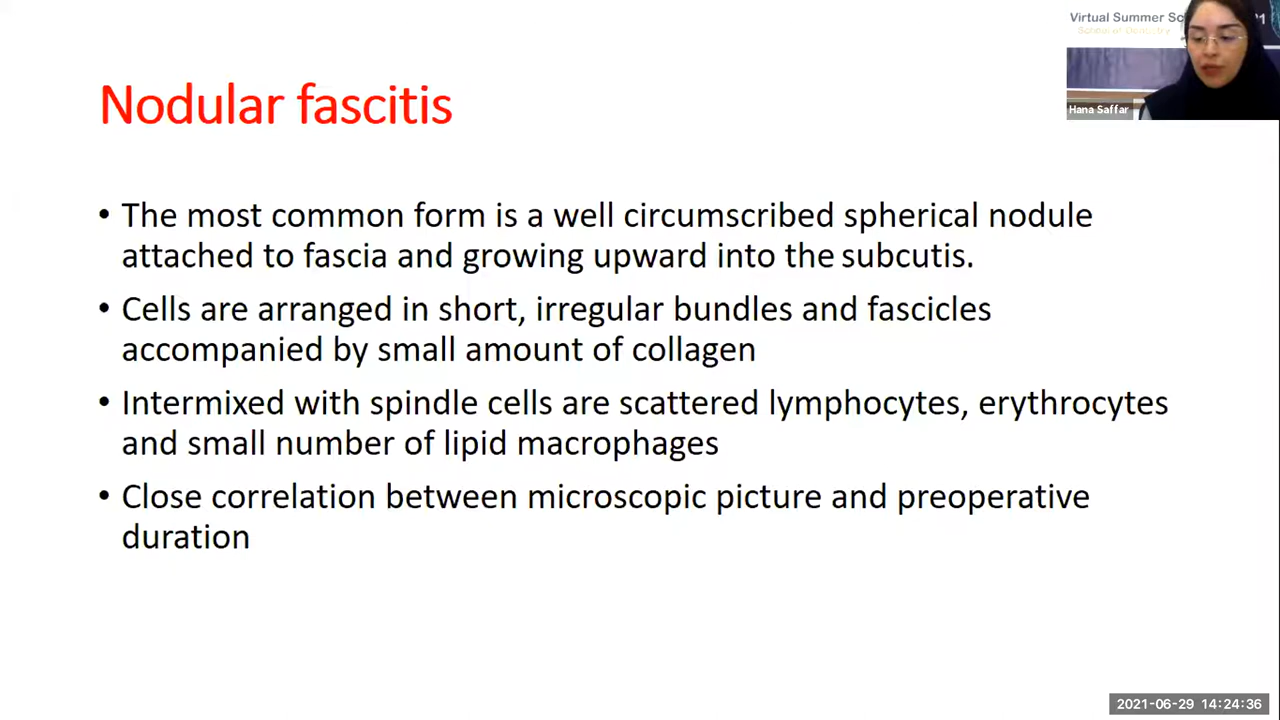 Virtual Summer
School of Dentistry
Hana Saffar
Nodular fascitis
• The most common form is a well circumscribed spherical nodule
attached to fascia and growing upward into the subcutis.
• Cells are arranged in short, irregular bundles and fascicles
accompanied by small amount of collagen
• Intermixed with spindle cells are scattered lymphocytes, erythrocytes
and small number of lipid macrophages
• Close correlation between microscopic picture and preoperative
duration
2021-06-29 14:24:36